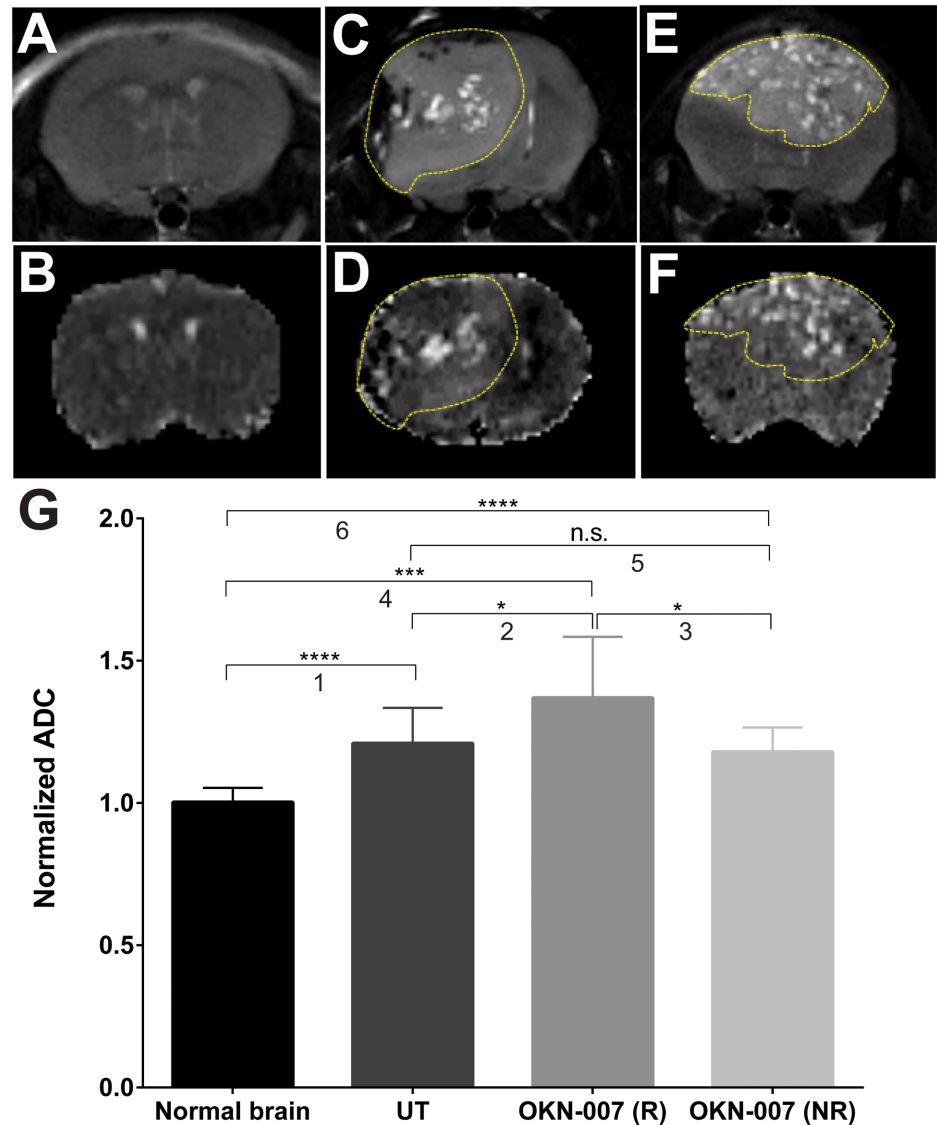 A
C
E
B
D
F
G
****
6
n.s.
5
***
4
*
2
*
3
****
1
2.0
1.5
1.0
0.5
0.0
Normalized ADC
Normal brain
UT
OKN-007 (R)
OKN-007 (NR)